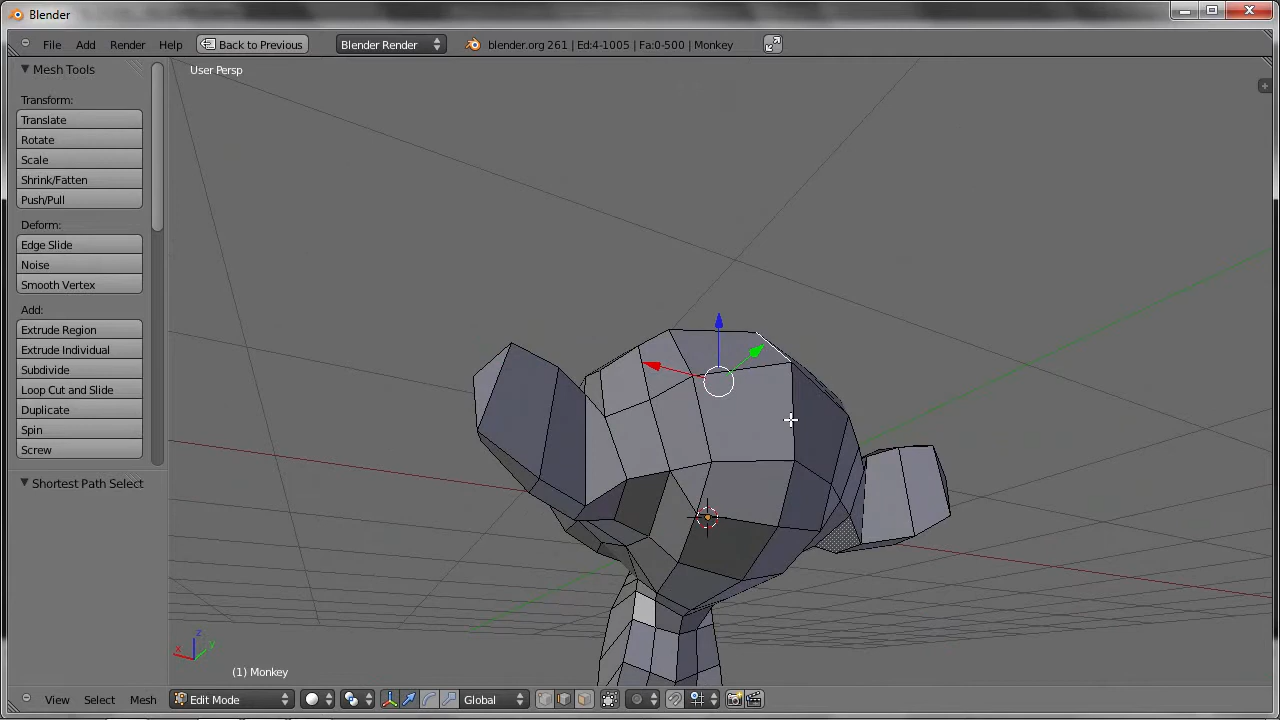 Blender
File Add Render Help Back to Previous Blender Render blender.org 261 | Ed:4-1005 | Fa:0-500 | Monkey
Mesh Tools
User Persp
Transform:
Translate
Rotate
Scale
Shrink/Fatten
Push/Pull
Deform:
Edge Slide
Noise
Smooth Vertex
Add:
Extrude Region
Extrude Individual
Subdivide
Loop Cut and Slide
Duplicate
Spin
Screw
Shortest Path Select
z
y
x
(1) Monkey
View Select Mesh Edit Mode Global